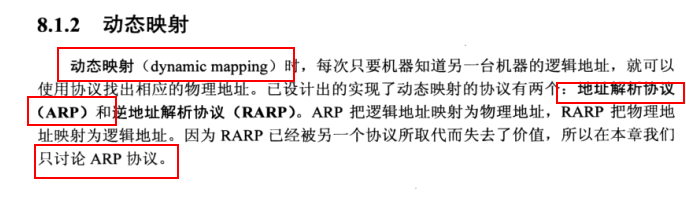 8.1.2 动态映射
动态映射（dynamic mapping）时，每次只要机器知道另一台机器的逻辑地址，就可以
使用协议找出相应的物理地址。已设计出的实现了动态映射的协议有两个：地址解析协议
（ARP）和逆地址解析协议（RARP）。ARP 把逻辑地址映射为物理地址，RARP 把物理地
址映射为逻辑地址。因为 RARP 已经被另一个协议所取代而失去了价值，所以在本章我们
只讨论 ARP 协议。